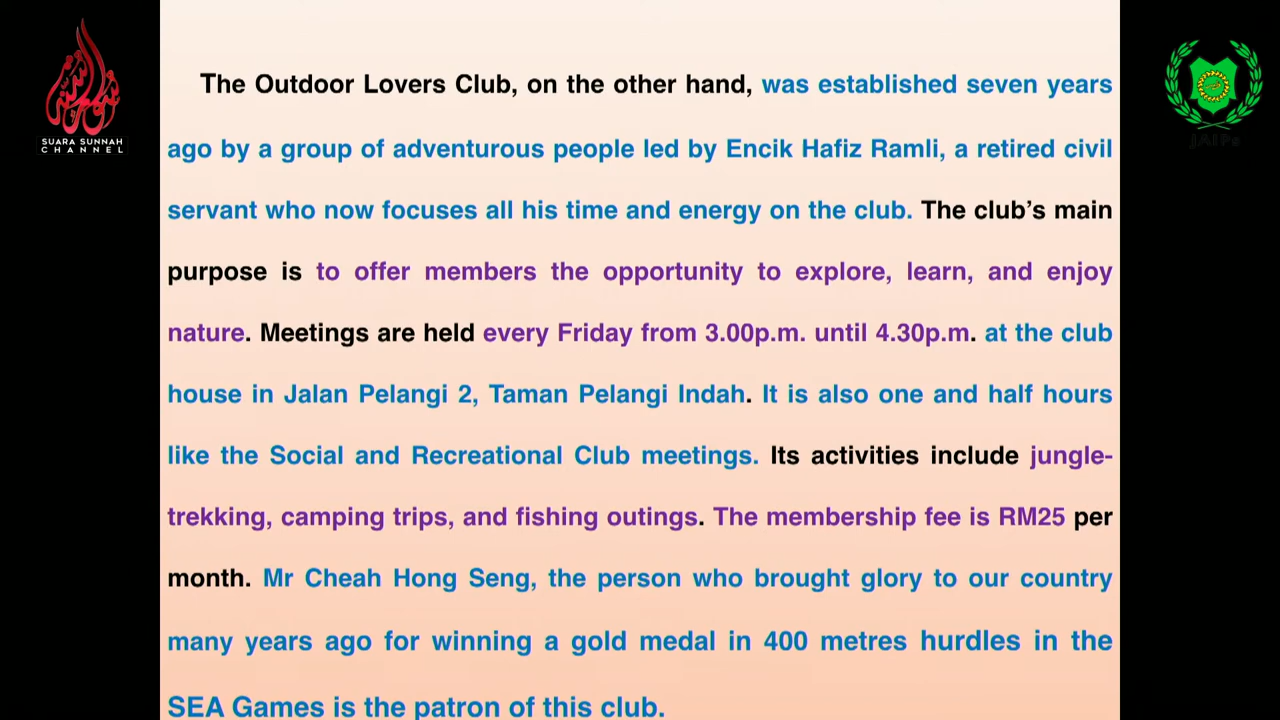 The Outdoor Lovers Club, on the other hand, was established seven years
ago by a group of adventurous people led by Encik Hafiz Ramli, a retired civil
servant who now focuses all his time and energy on the club. The club's main
purpose is to offer members the opportunity to explore, learn, and enjoy
nature. Meetings are held every Friday from 3.00p.m. until 4.30p.m. at the club
house in Jalan Pelangi 2, Taman Pelangi Indah. It is also one and half hours
like the Social and Recreational Club meetings. Its activities include jungle-
trekking, camping trips, and fishing outings. The membership fee is RM25 per
month. Mr Cheah Hong Seng, the person who brought glory to our country
many years ago for winning a gold medal in 400 metres hurdles in the
SEA Games is the patron of this club.
SUARA SUNNAH
CHANNEL
JAIPs